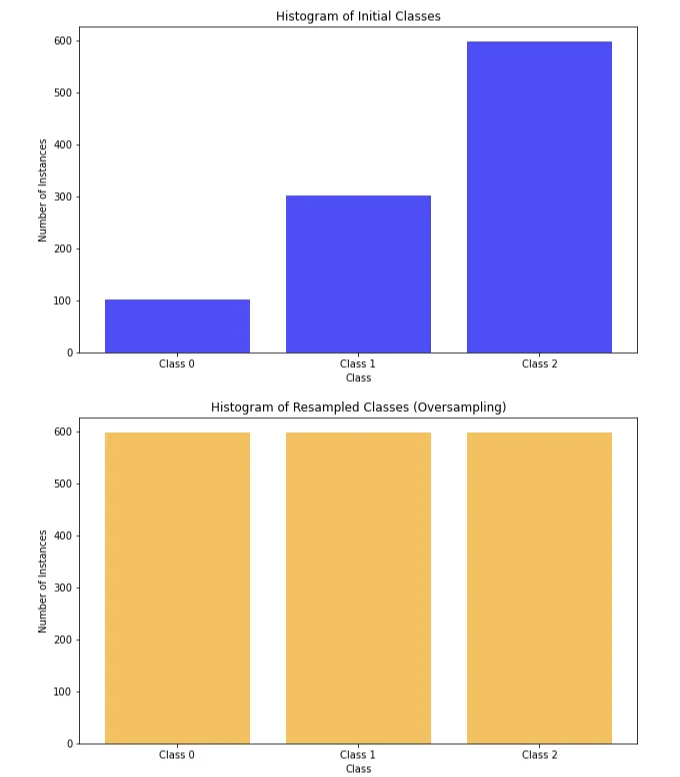 Histogram of Initial Classes
600
500
400
300
200
100
0
Number of Instances
Class 0 Class 1 Class 2
Class
Histogram of Resampled Classes (Oversampling)
600
500
400
300
200
100
0
Number of Instances
Class 0 Class 1 Class 2
Class